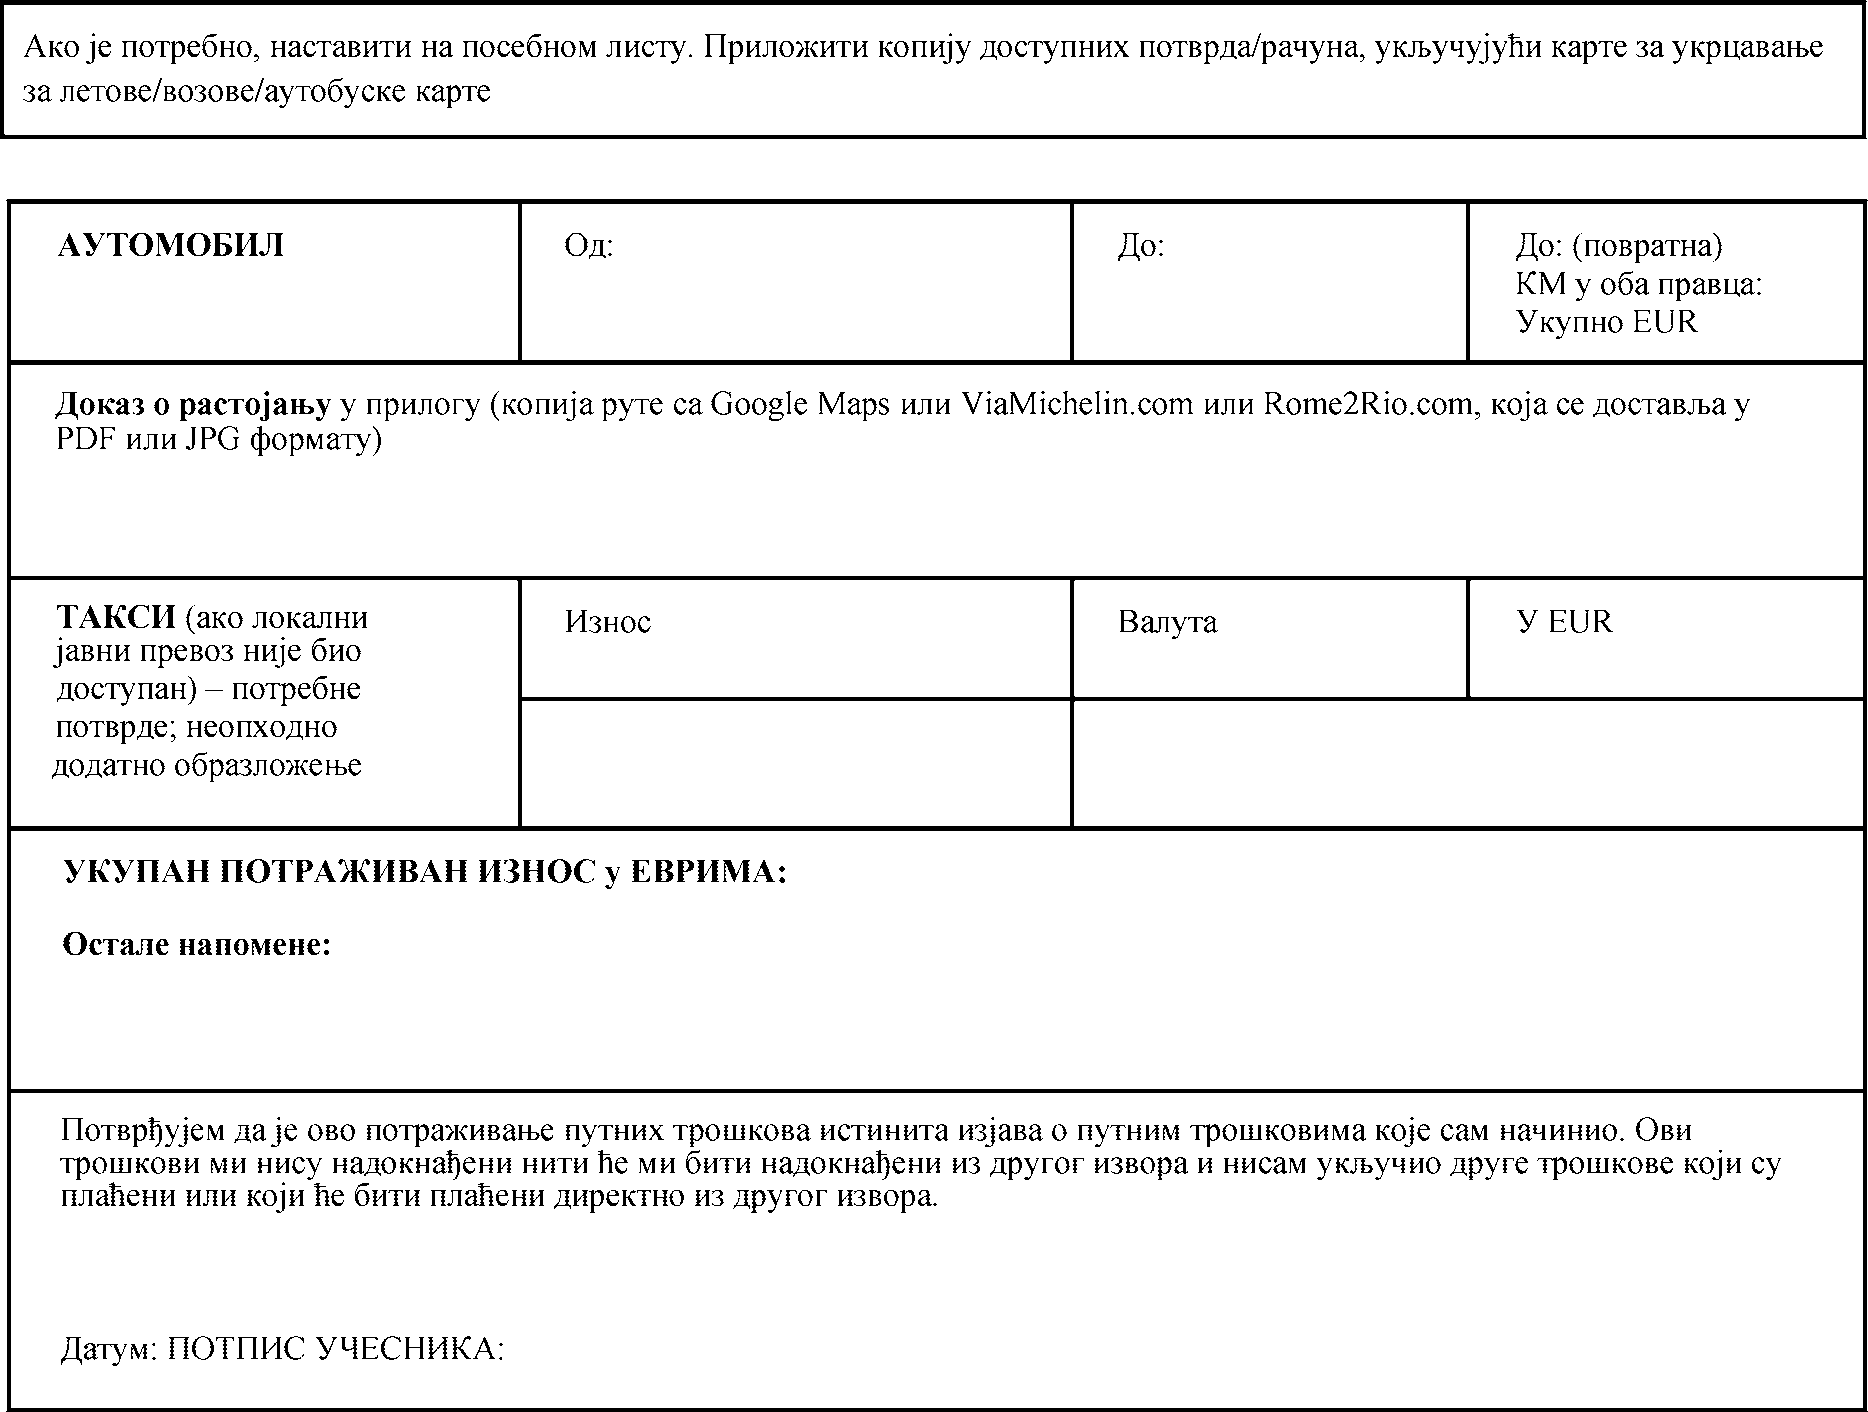 Ако је потребно, наставити на посебном листу. Приложити копију доступних потврда/рачуна, укључујући карте за укрцавање
за летове/возове/аутобуске карте
АУТОМОБИЛ
Од:
До:
До: (повратна)
КМ у оба правца:
Укупно EUR
Доказ о растојању у прилогу (копија руте са Google Maps или ViaMichelin.com или Rome2Rio.com, која се доставља у
PDF или JPG формату)
ТАКСИ (ако локални
јавни превоз није био
доступан) – потребне
потврде; неопходно
додатно образложење
Износ
Валута
У EUR
УКУПАН ПОТРАЖИВАН ИЗНОС у ЕВРИМА:
Остале напомене:
Потврђујем да је ово потраживање путних трошкова истинита изјава о путним трошковима које сам начинио. Ови
трошкови ми нису надокнађени нити ће ми бити надокнађени из другог извора и нисам укључио друге трошкове који су
плаћени или који ће бити плаћени директно из другог извора.
Датум: ПОТПИС УЧЕСНИКА: